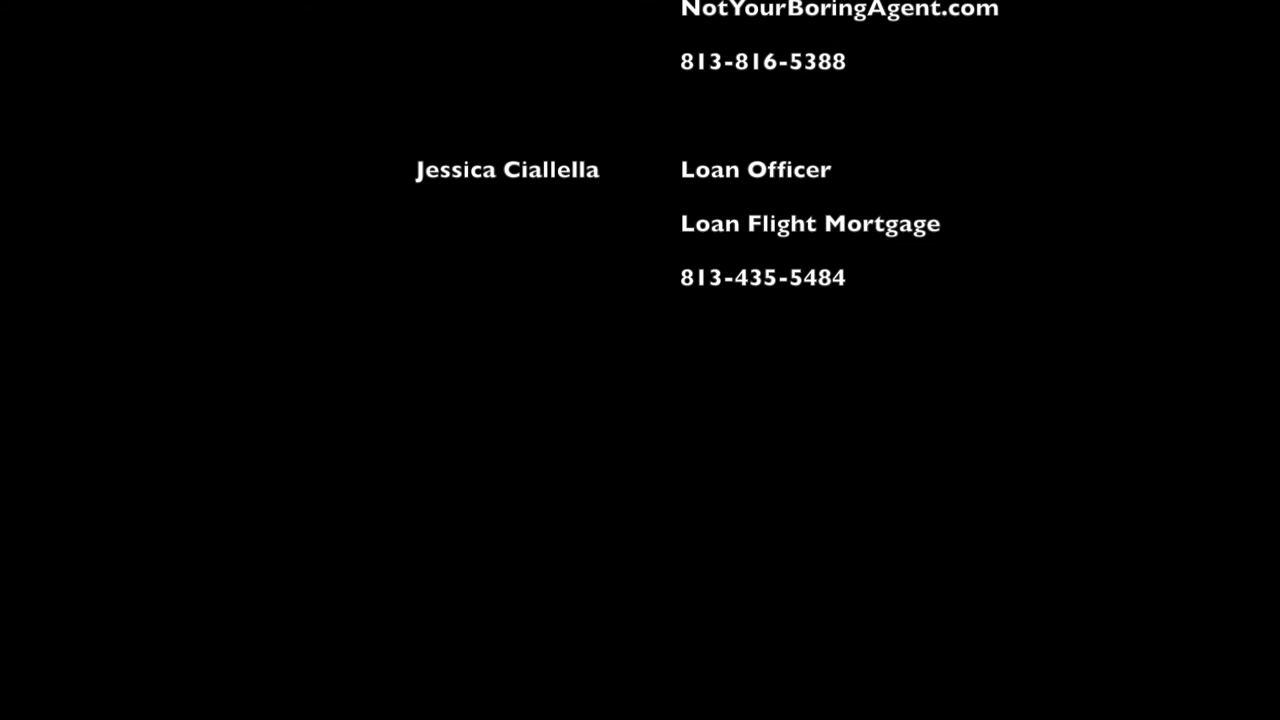 NotYourBoringAgent.com
813-816-5388
Jessica Ciallella Loan Officer
Loan Flight Mortgage
813-435-5484